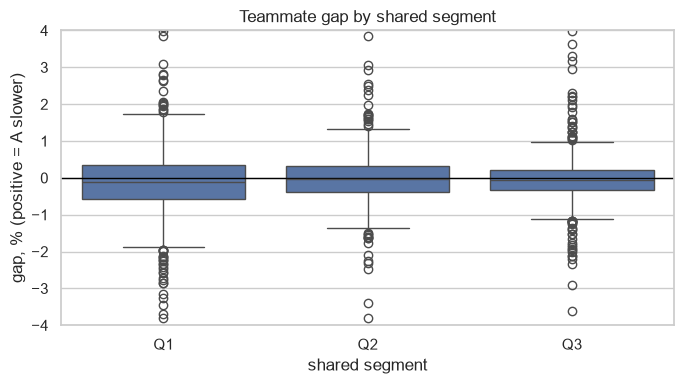 Teammate gap by shared segment
gap, % (positive = A slower)
4
3
2
1
0
−1
−2
−3
−4
Q1
Q2
Q3
shared segment